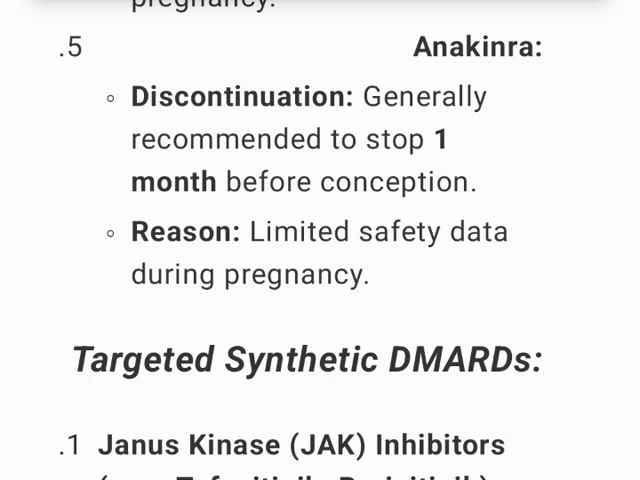 pregnancy.
.5 Anakinra:
◦ Discontinuation: Generally
recommended to stop 1
month before conception.
◦ Reason: Limited safety data
during pregnancy.
Targeted Synthetic DMARDs:
.1 Janus Kinase (JAK) Inhibitors